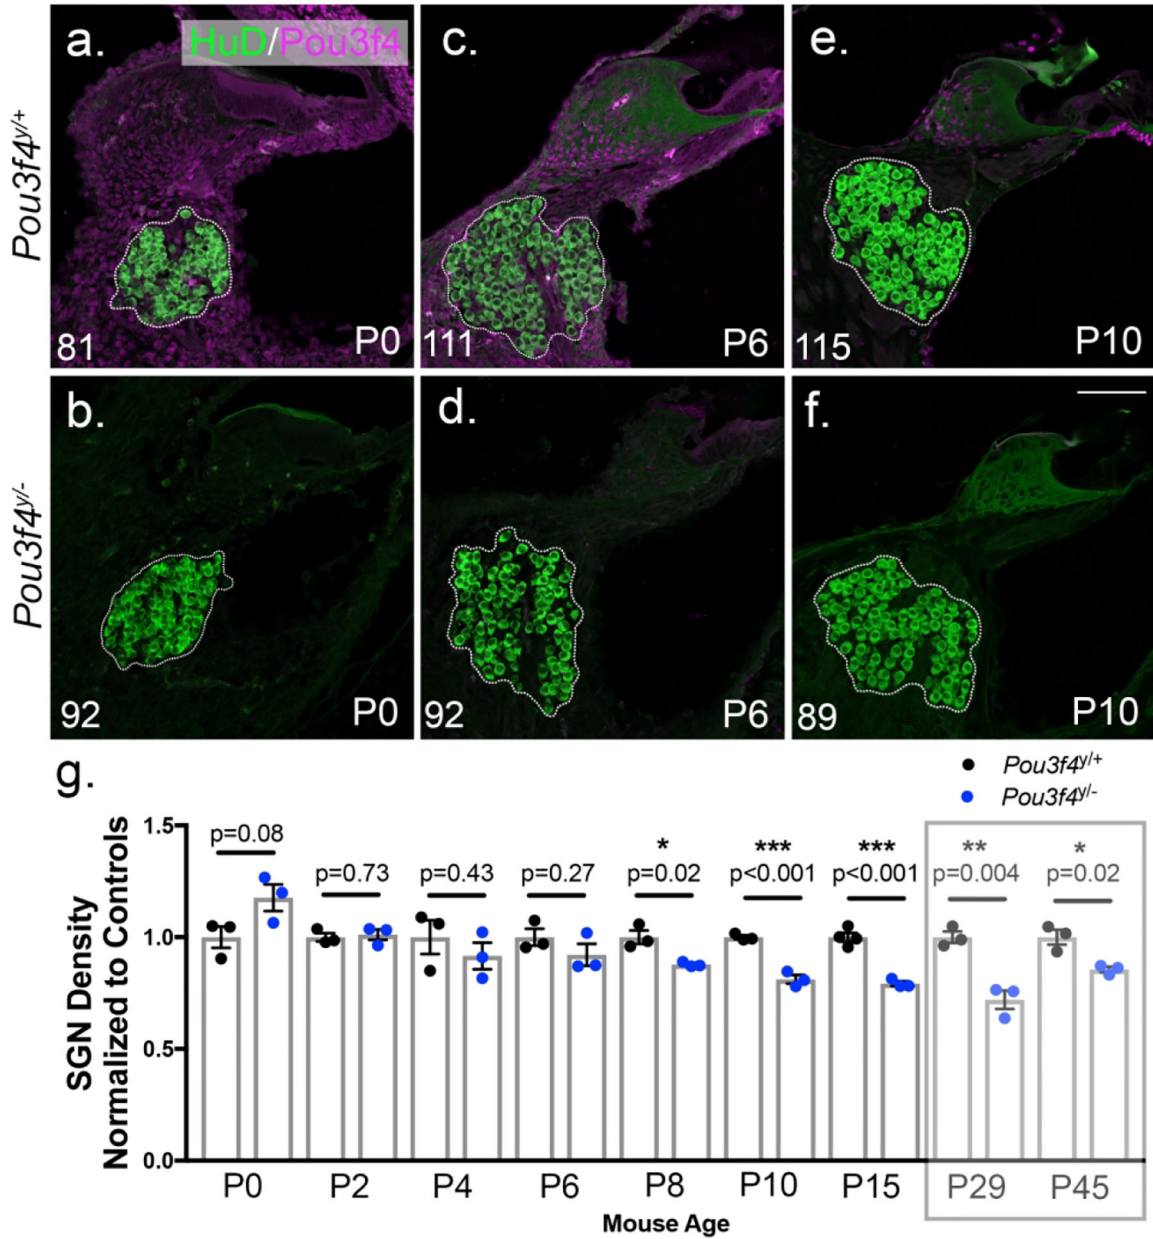 a.
HuD/Pou3f4
c.
e.
Pou3f4y/+
81
P0
111
P6
115
P10
b.
d.
f.
Pou3f4y/-
92
P0
92
P6
89
P10
g.
Pou3f4y/+
Pou3f4y/-
SGN Density
Normalized to Controls
1.5
1.0
0.5
0.0
p=0.08
p=0.73
p=0.43
p=0.27
*
p=0.02
***
p<0.001
***
p<0.001
**
p=0.004
*
p=0.02
P0
P2
P4
P6
P8
P10
P15
P29
P45
Mouse Age